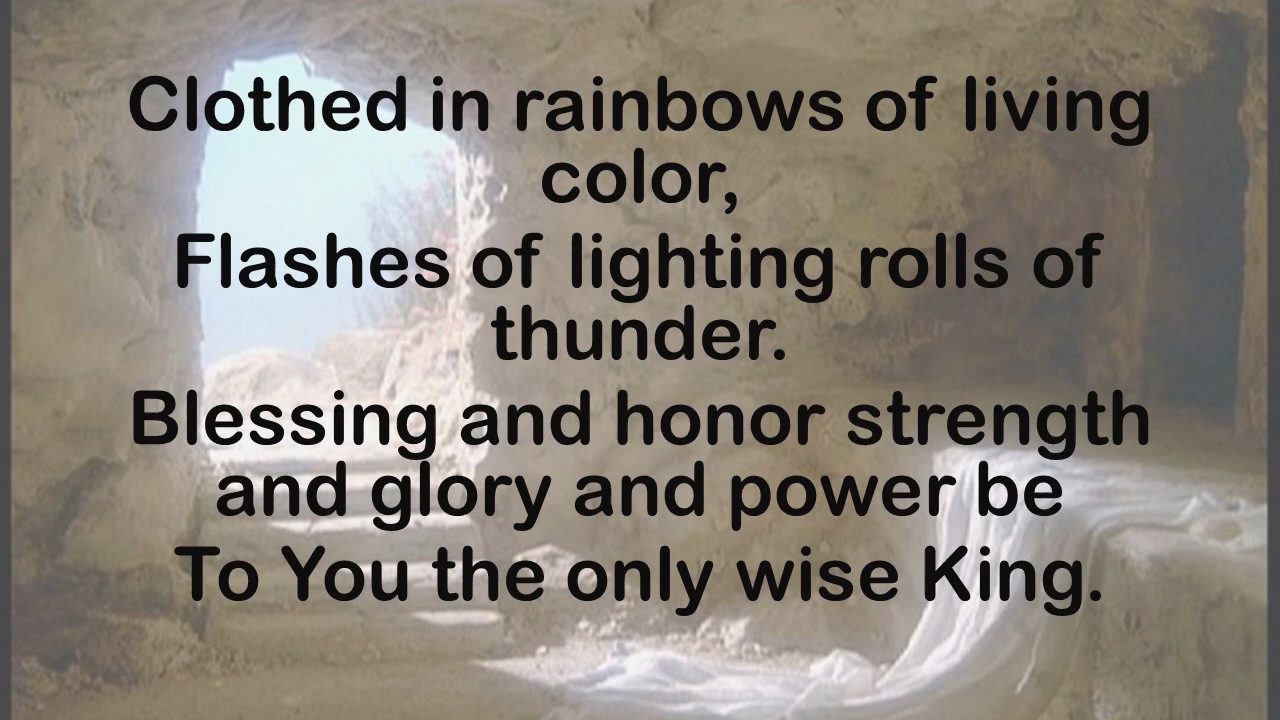 Clothed in rainbows of living
color,
Flashes of lighting rolls of
thunder.
Blessing and honor strength
and glory and power be
To You the only wise King.